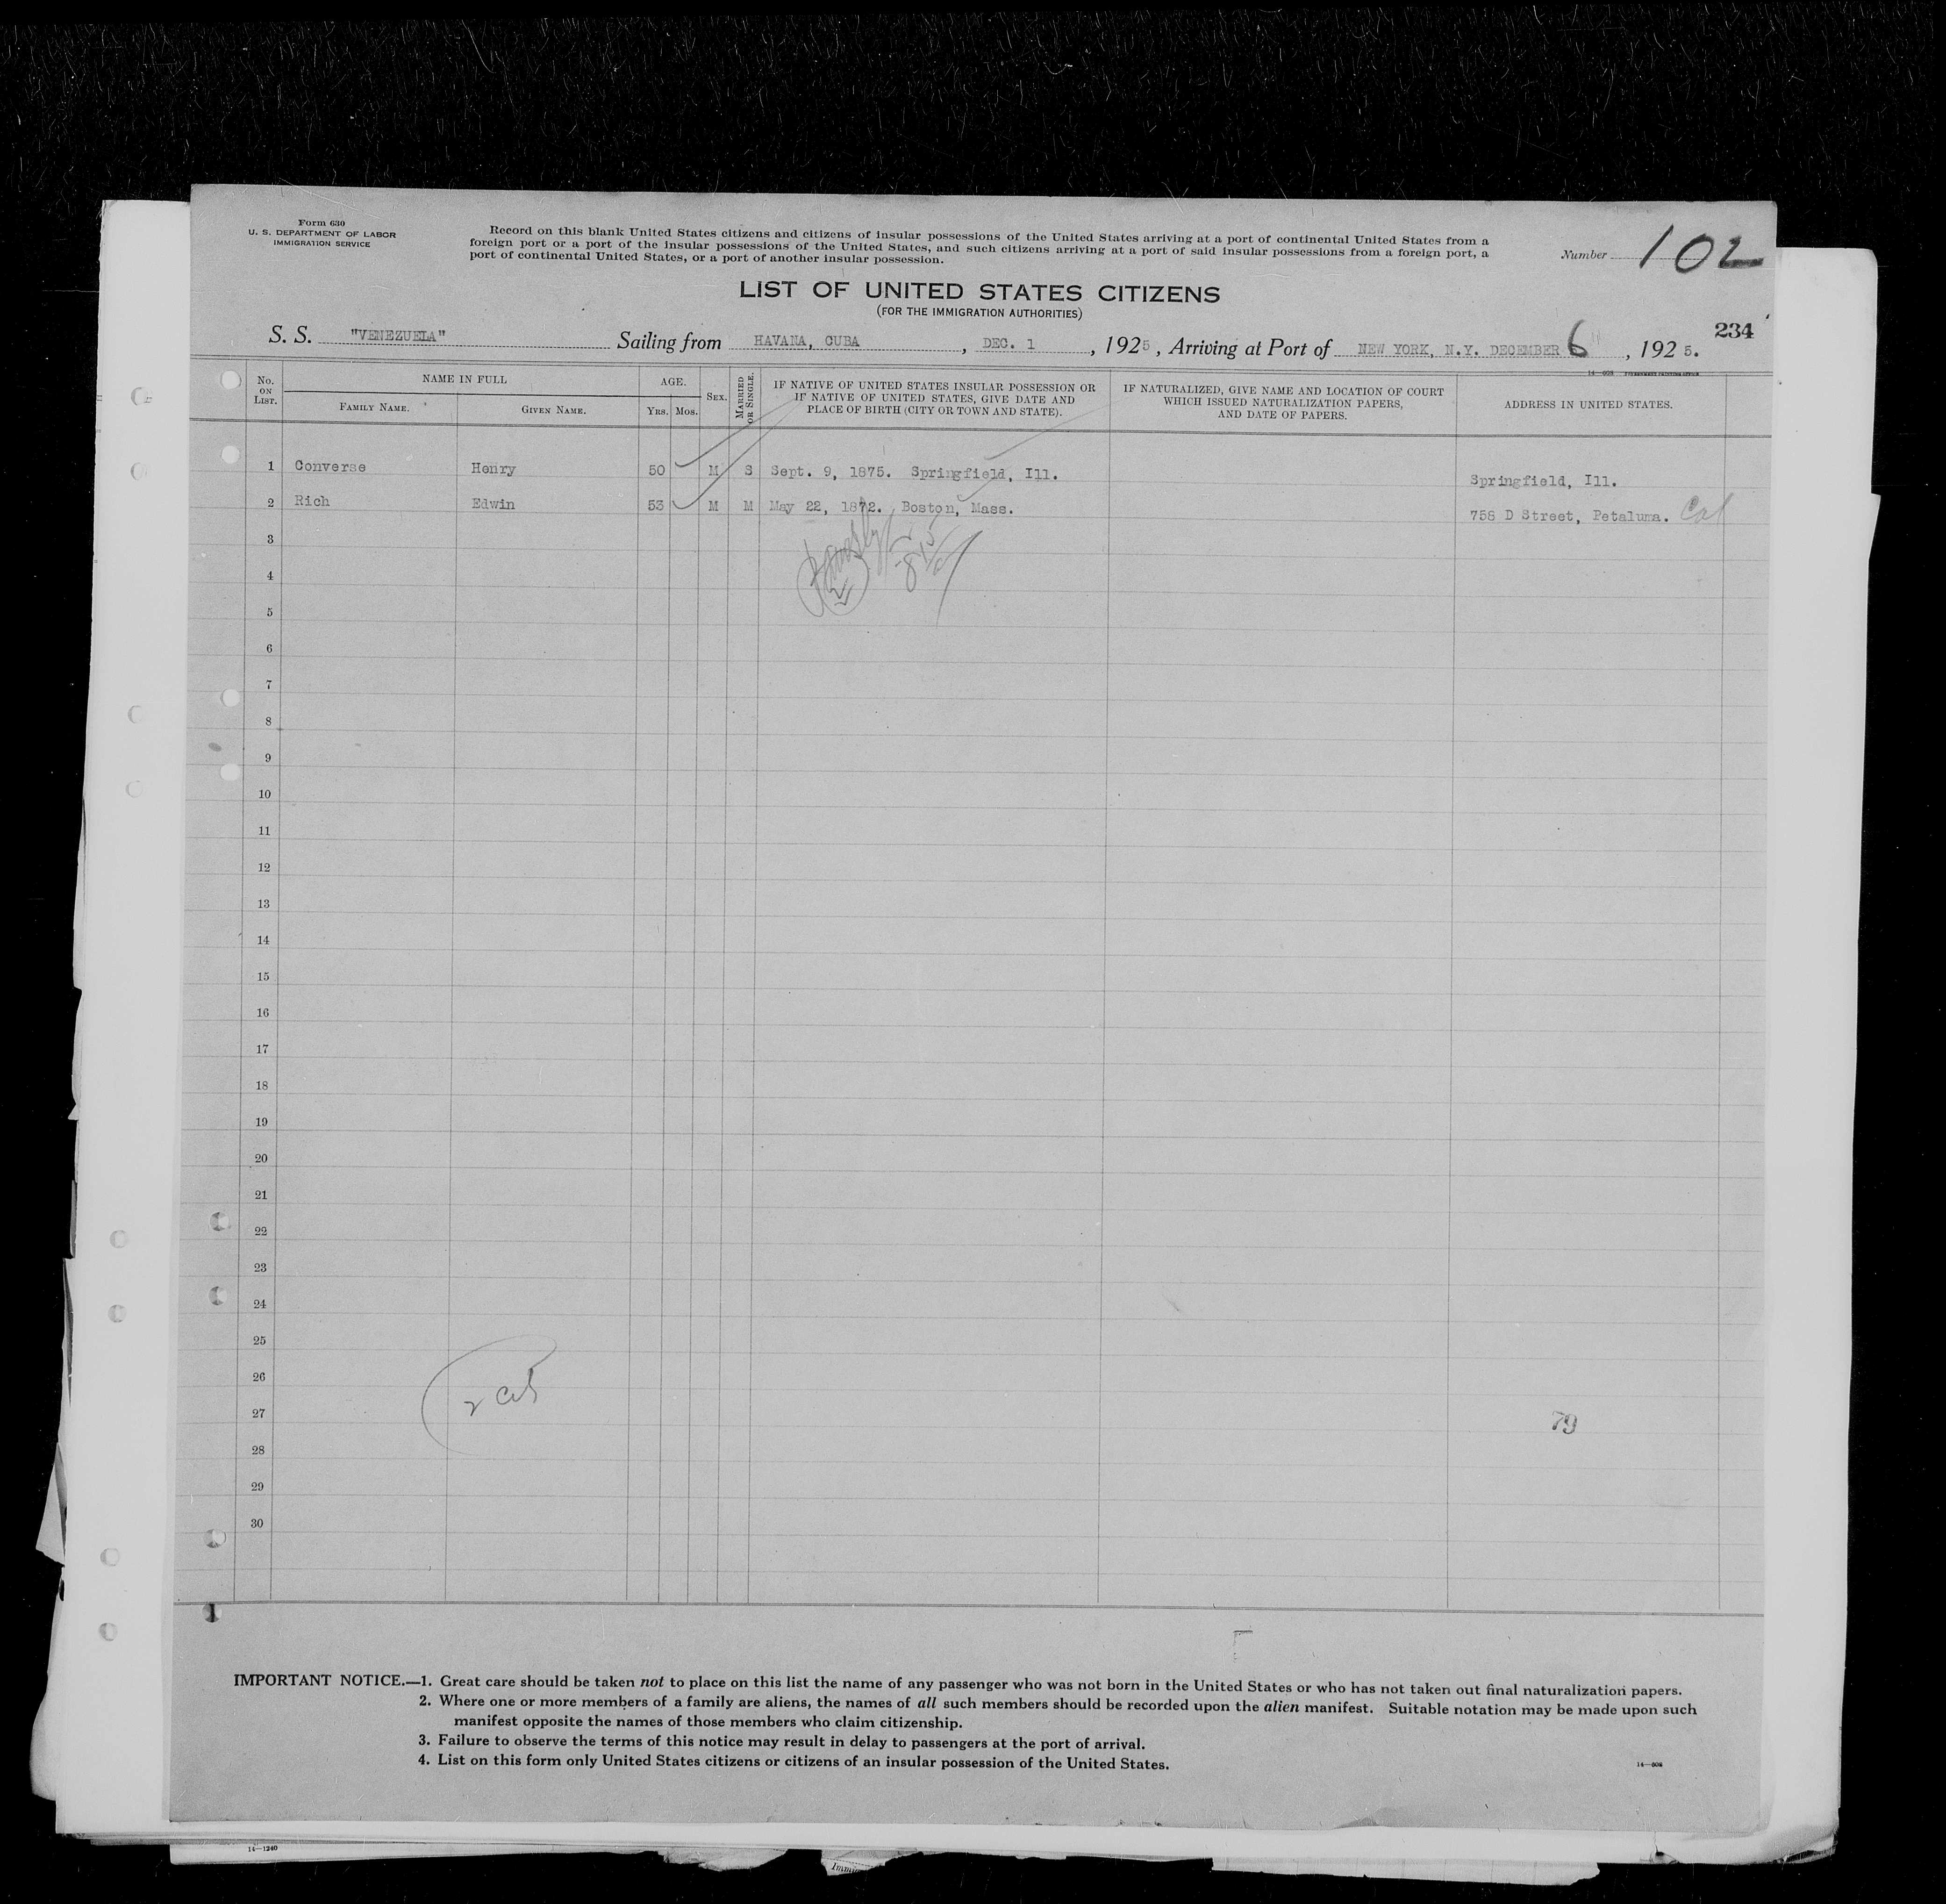 Form 630
U. S. DEPARTMENT OF LABOR
IMMIGRATION SERVICE
Record on this blank United States citizens and citizens of insular possessions of the United States arriving at a port of continental United States from a
foreign port or a port of the insular possessions of the United States, and such citizens arriving at a port of said insular possessions from a foreign port, a
port of continental United States, or a port of another insular possession.
Number 102
LIST OF UNITED STATES CITIZENS
(FOR THE IMMIGRATION AUTHORITIES)
234
S. S. "VENEZUELA" Sailing from HAVANA, CUBA, DEC. 1, 1925, Arriving at Port of NEW YORK, N.Y. DECEMBER 6, 1925.
No. ON LIST.
NAME IN FULL
FAMILY NAME. GIVEN NAME.
AGE.
YRS. MOS.
SEX.
MARRIED OR SINGLE.
IF NATIVE OF UNITED STATES INSULAR POSSESSION OR
IF NATIVE OF UNITED STATES, GIVE DATE AND
PLACE OF BIRTH (CITY OR TOWN AND STATE).
IF NATURALIZED, GIVE NAME AND LOCATION OF COURT
WHICH ISSUED NATURALIZATION PAPERS,
AND DATE OF PAPERS.
ADDRESS IN UNITED STATES.
1 Converse Henry 50 M S Sept. 9, 1875. Springfield, Ill. Springfield, Ill.
2 Rich Edwin 53 M M May 22, 1872. Boston, Mass. 758 D Street, Petaluma. Cal
3
4
5
6
7
8
9
10
11
12
13
14
15
16
17
18
19
20
21
22
23
24
25
26
27
79
28
29
30
IMPORTANT NOTICE.—1. Great care should be taken not to place on this list the name of any passenger who was not born in the United States or who has not taken out final naturalization papers.
2. Where one or more members of a family are aliens, the names of all such members should be recorded upon the alien manifest. Suitable notation may be made upon such
manifest opposite the names of those members who claim citizenship.
3. Failure to observe the terms of this notice may result in delay to passengers at the port of arrival.
4. List on this form only United States citizens or citizens of an insular possession of the United States.
14—1240